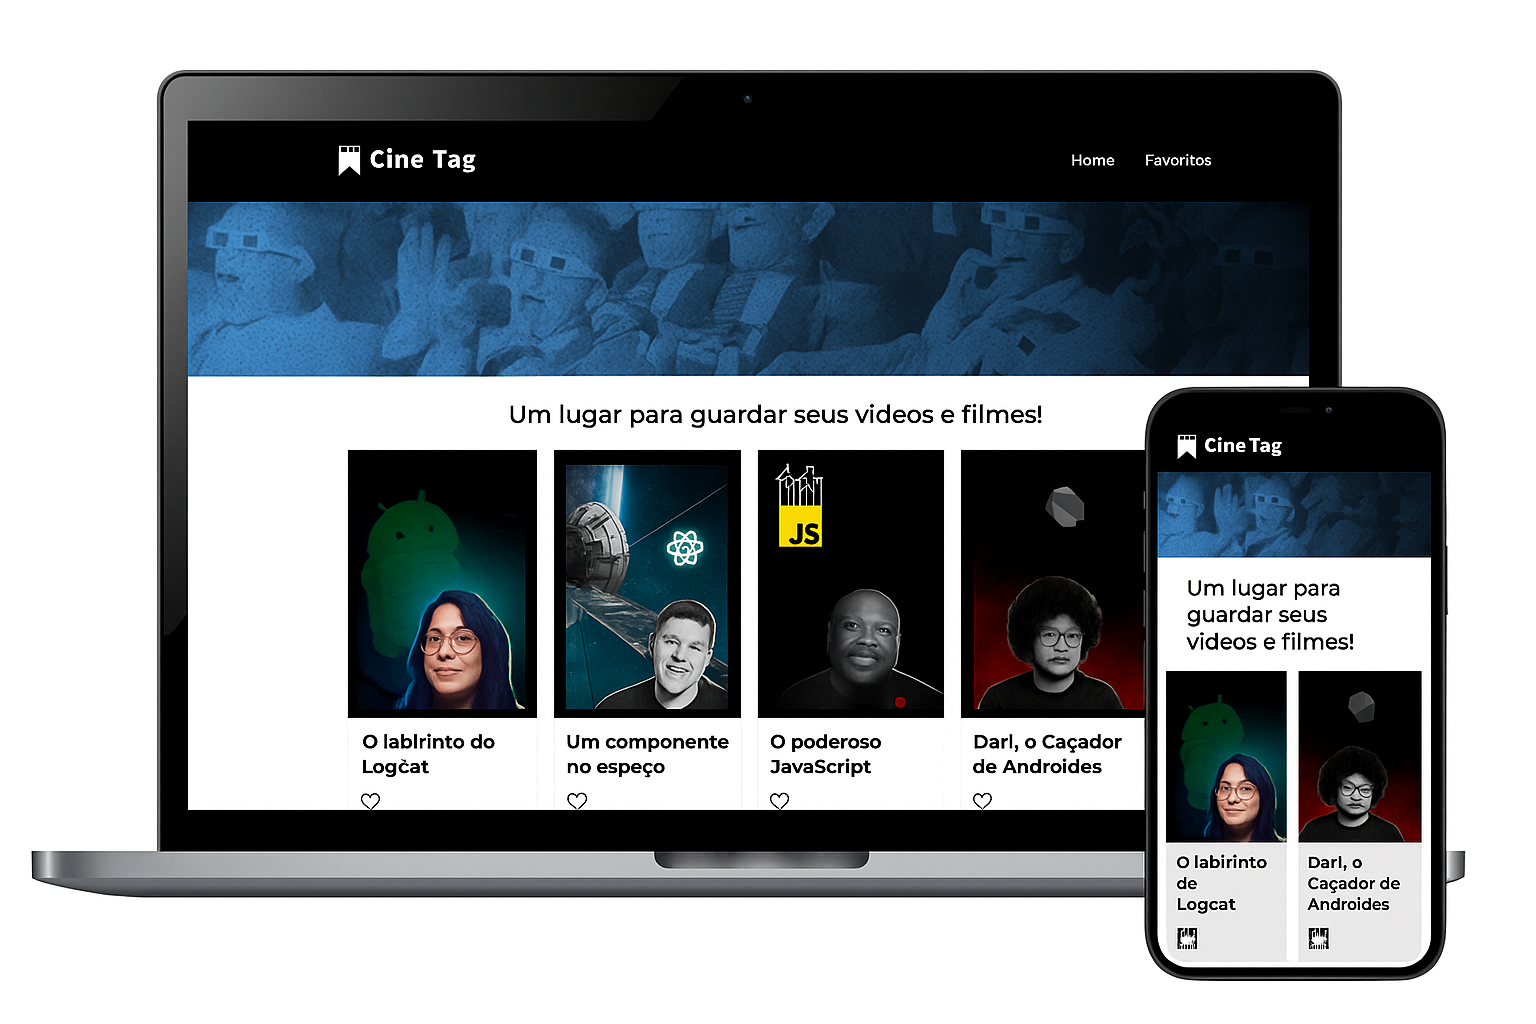 Cine Tag
Home Favoritos
Um lugar para guardar seus videos e filmes!
JS
O lablrinto do
Logc̀at
Um componente
no espeço
O poderoso
JavaScript
Darl, o Caçador
de Androides
Cine Tag
Um lugar para
guardar seus
videos e filmes!
O labirinto
de
Logcat
Darl, o
Caçador de
Androides